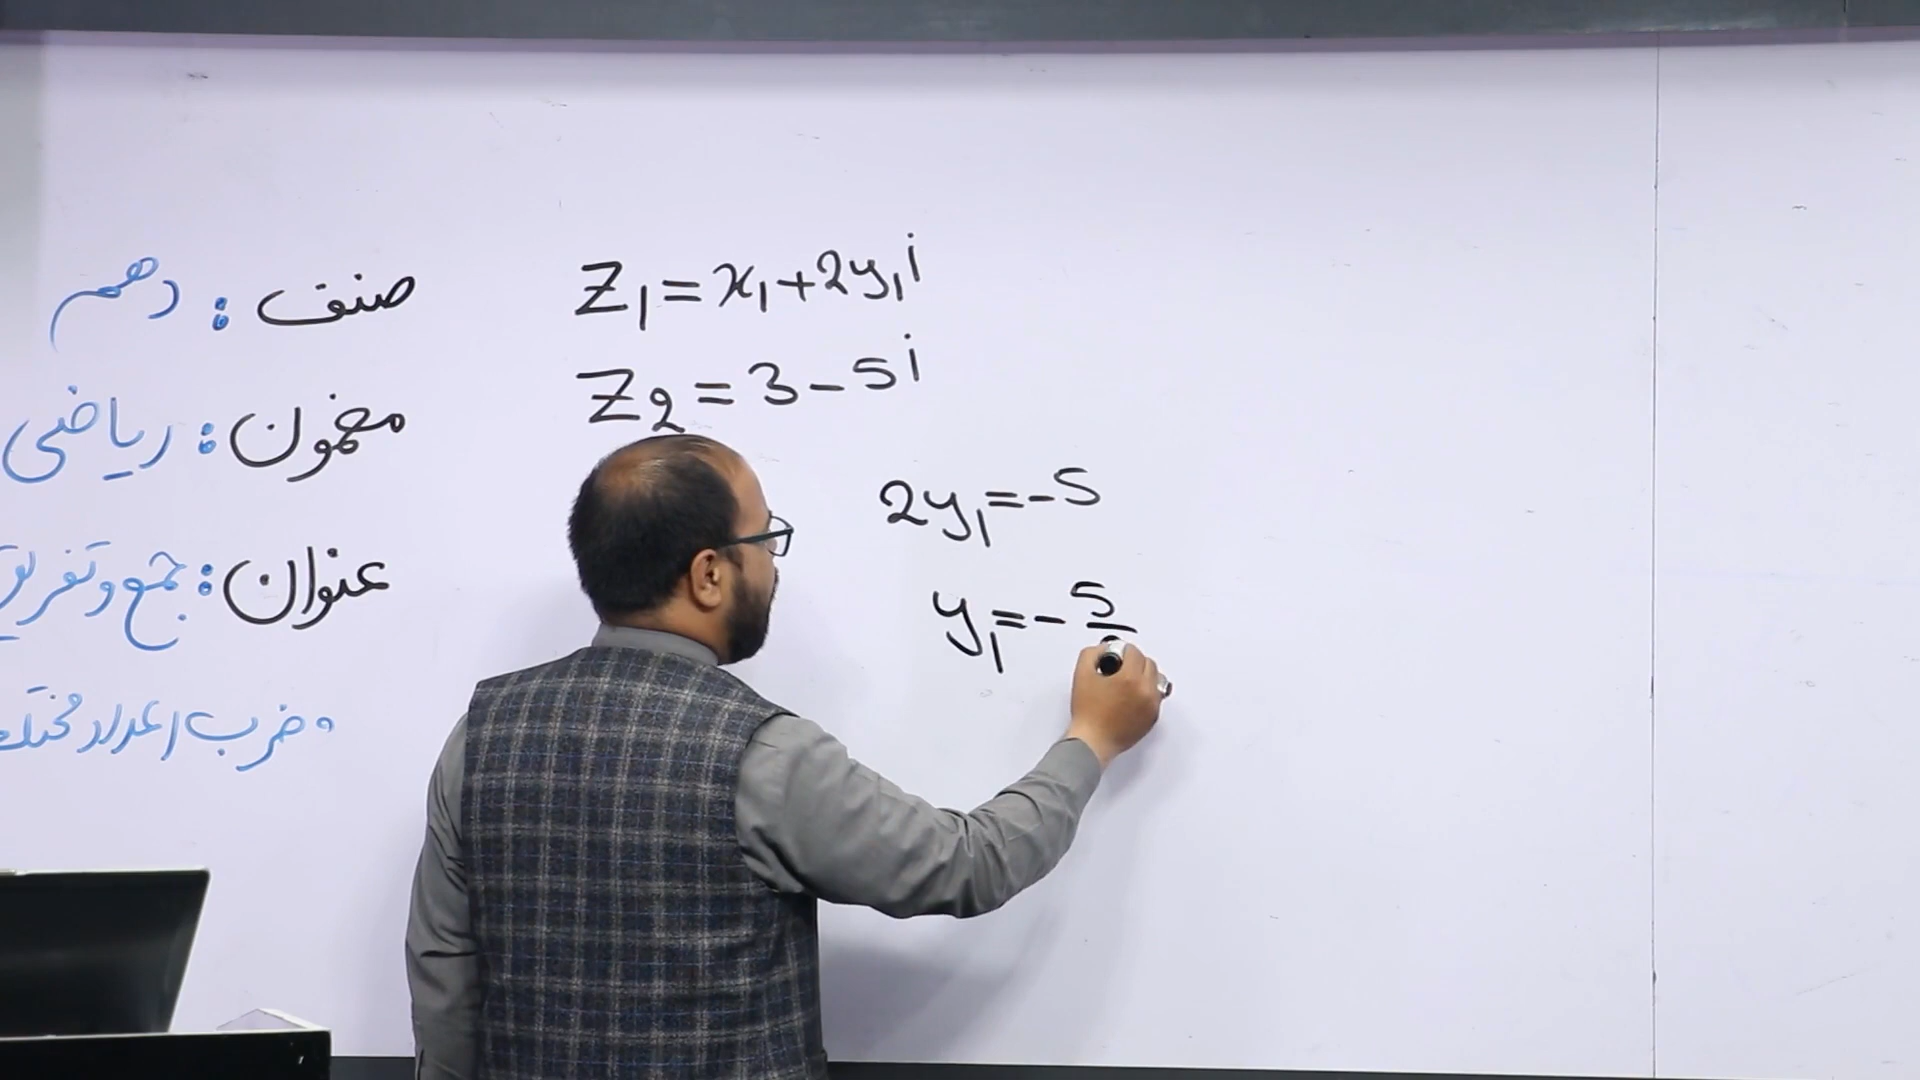 صنف : دهم
مضمون : ریاضی
عنوان : جمع و تفریق
و ضرب اعداد
Z₁ = x₁ + 2y₁i
Z₂ = 3 - 5i
2y₁ = -5
y₁ = - 5